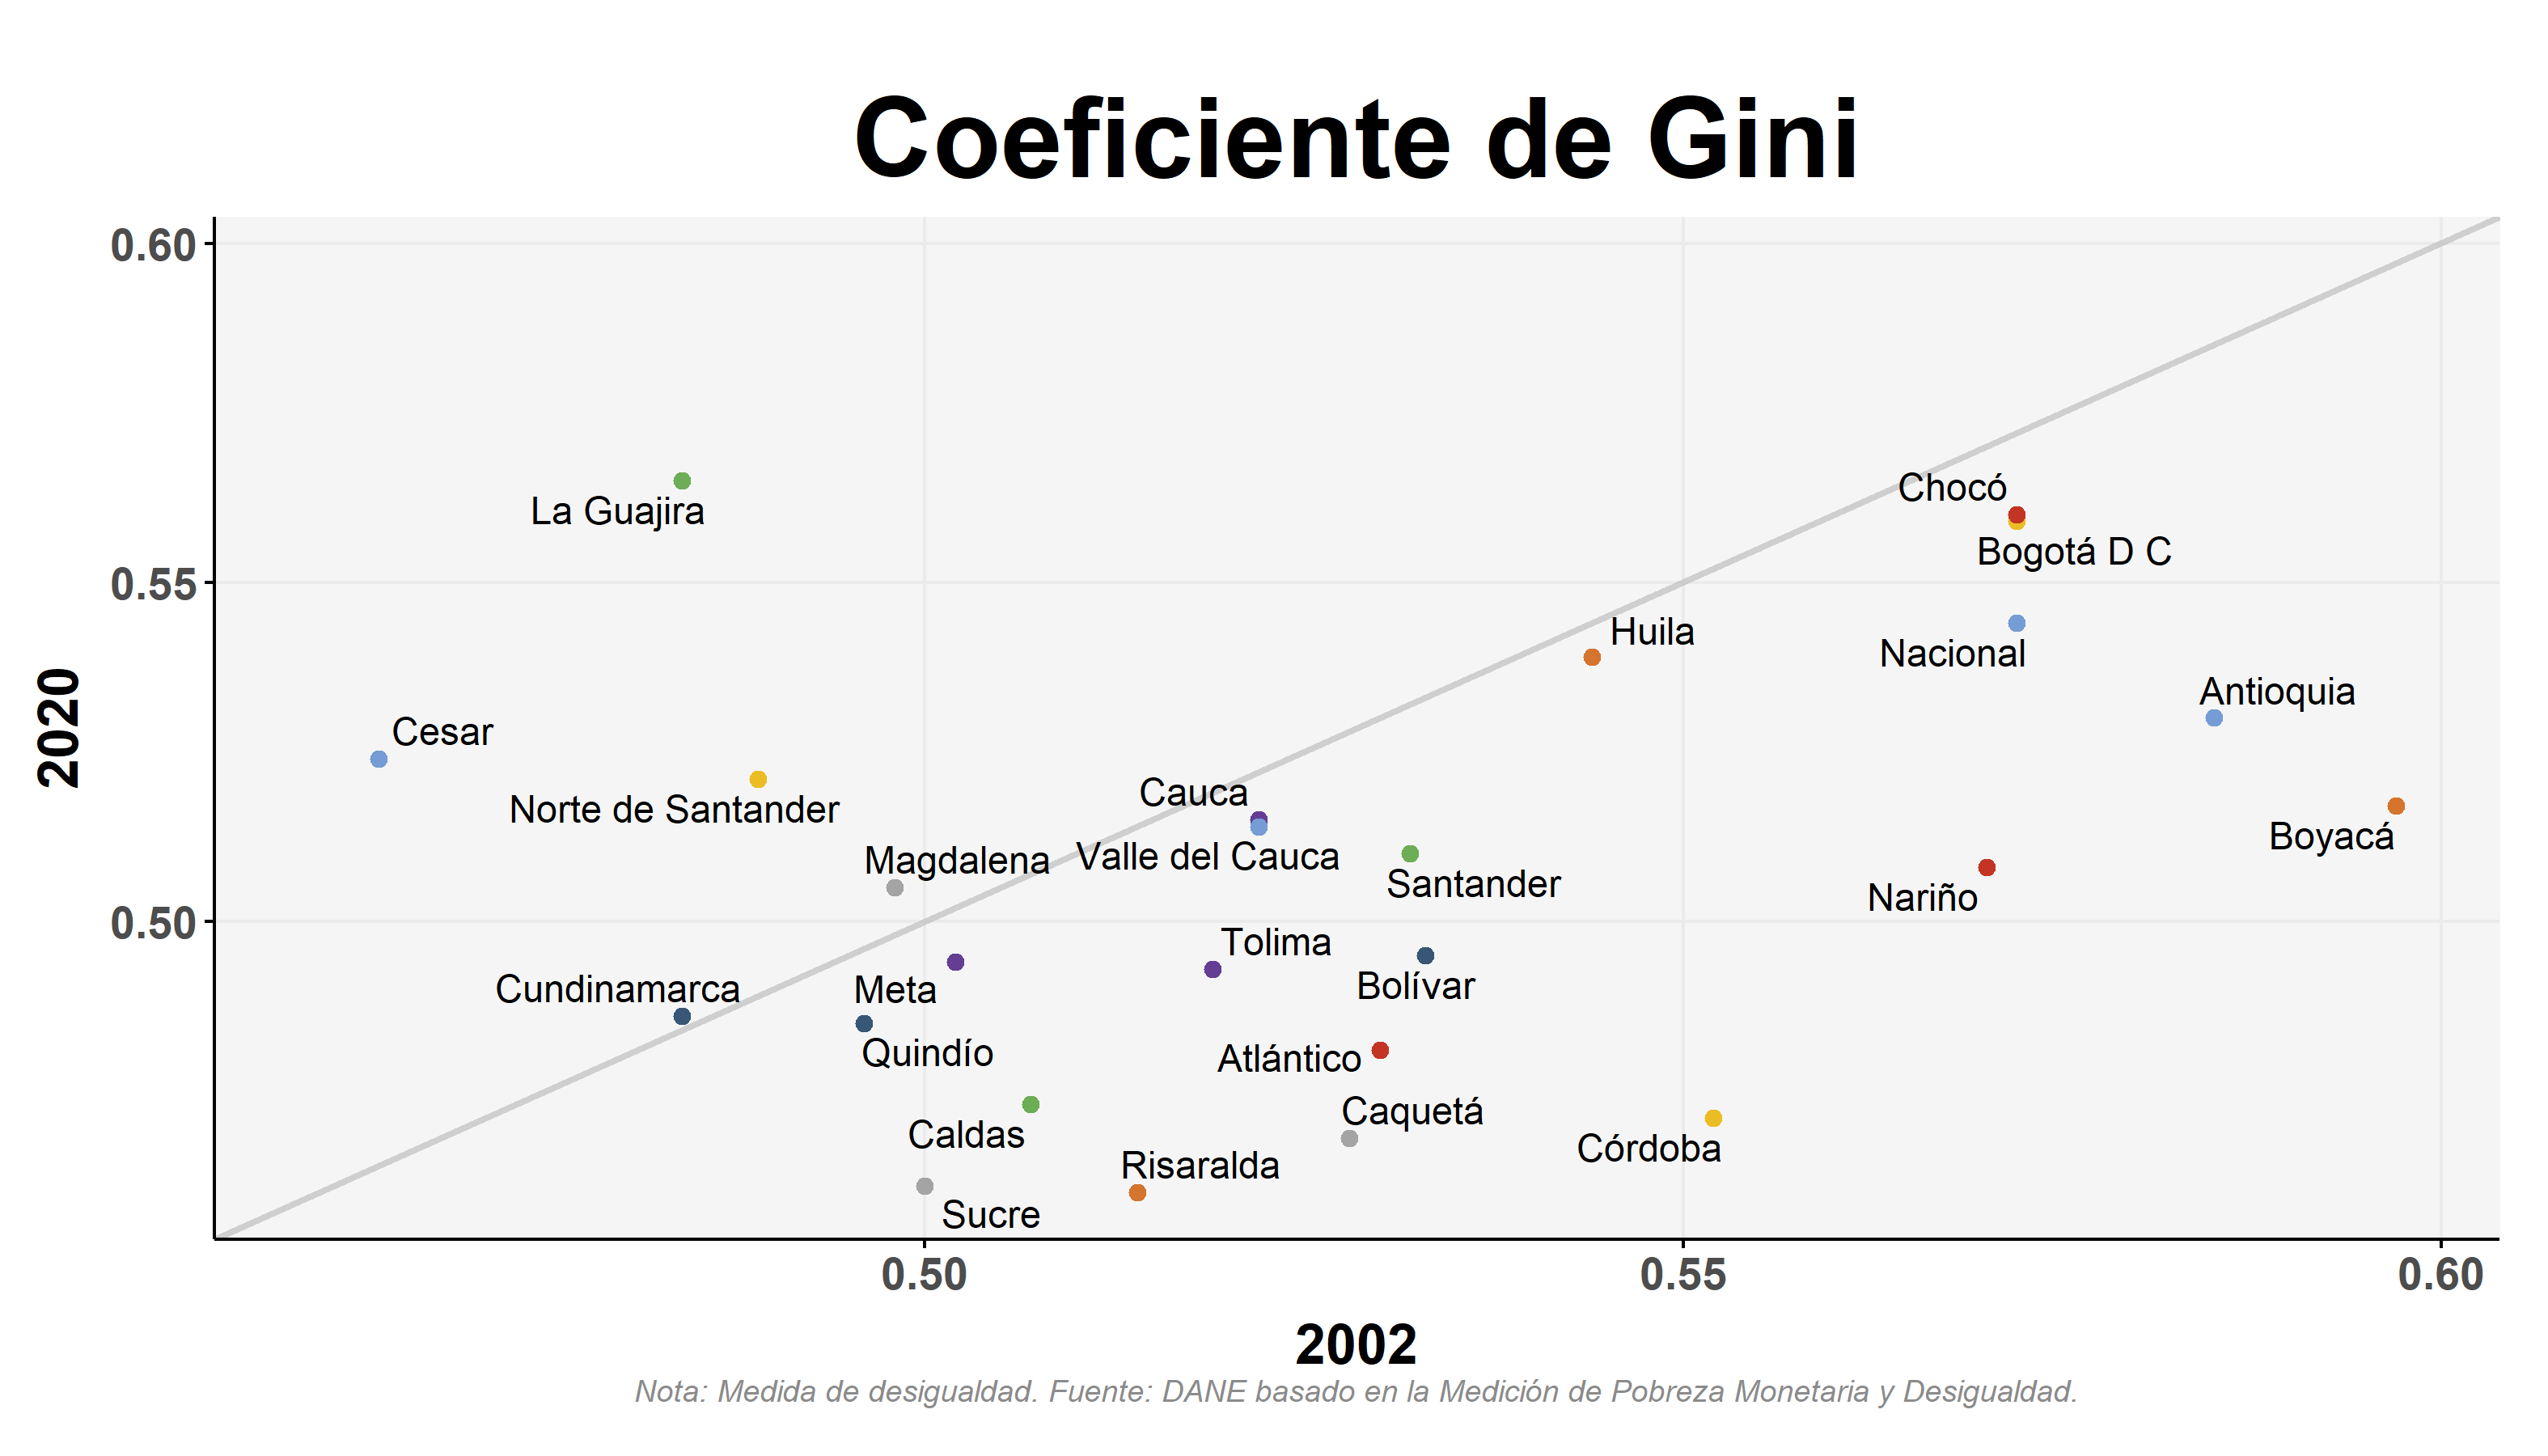 Coeficiente de Gini
0.60
0.55
0.50
2020
La Guajira
Chocó
Bogotá D C
Huila
Nacional
Antioquia
Cesar
Norte de Santander
Cauca
Boyacá
Magdalena
Valle del Cauca
Santander
Nariño
Tolima
Cundinamarca
Meta
Bolívar
Quindío
Atlántico
Caquetá
Caldas
Córdoba
Risaralda
Sucre
0.50
0.55
0.60
2002
Nota: Medida de desigualdad. Fuente: DANE basado en la Medición de Pobreza Monetaria y Desigualdad.